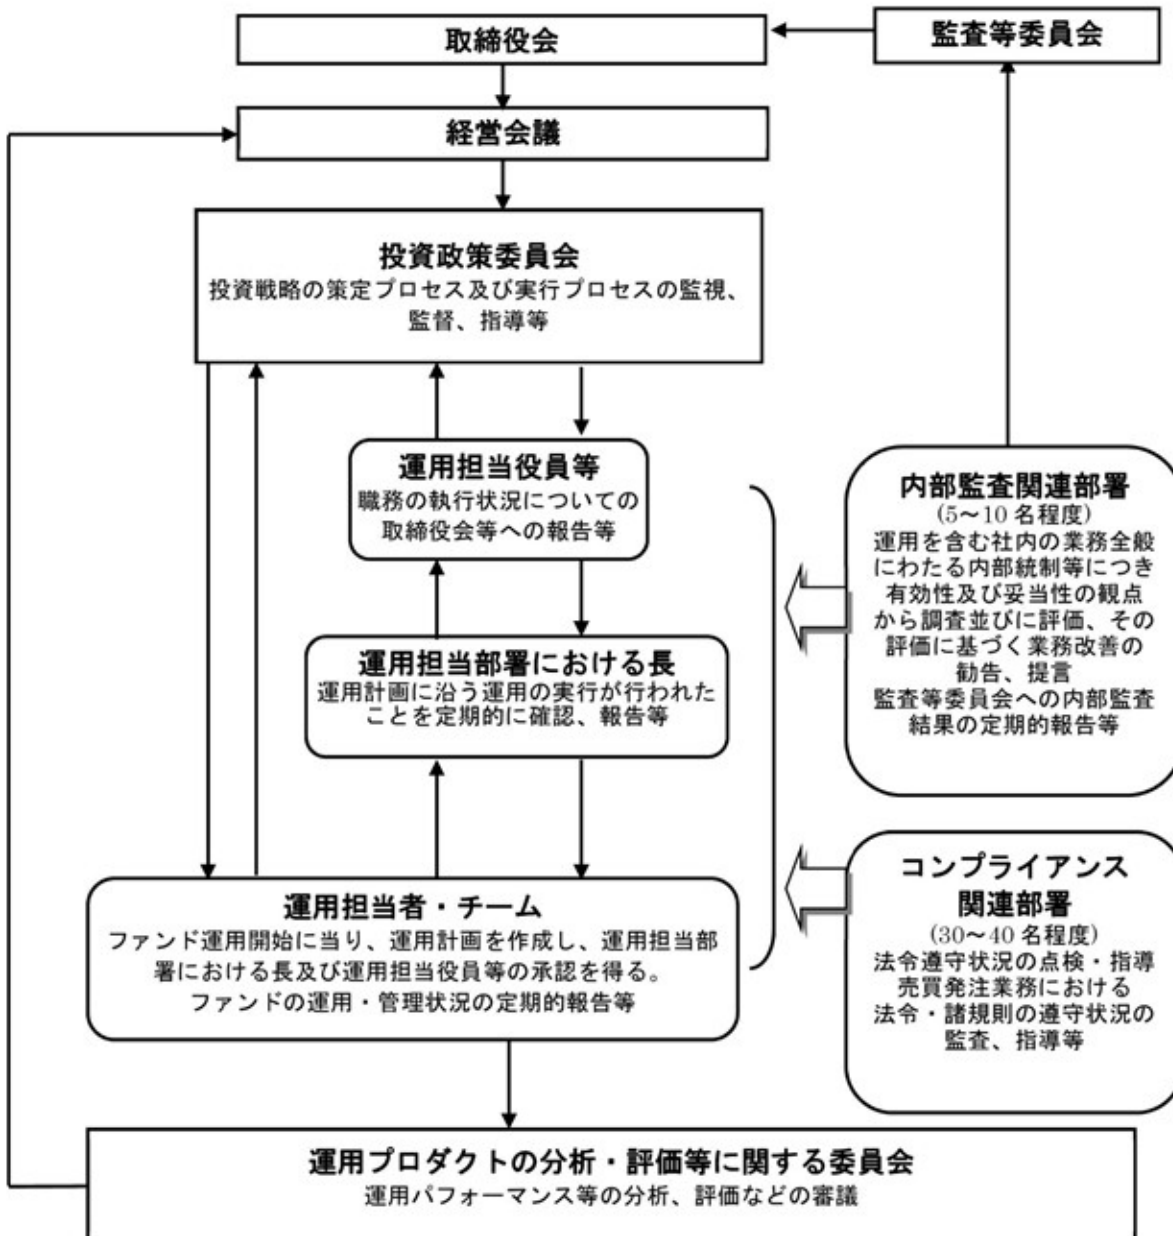 取締役会
監査等委員会
経営会議
投資政策委員会
投資戦略の策定プロセス及び実行プロセスの監視、
監督、指導等
運用担当役員等
職務の執行状況についての
取締役会等への報告等
運用担当部署における長
運用計画に沿う運用の実行が行われた
ことを定期的に確認、報告等
運用担当者・チーム
ファンド運用開始に当り、運用計画を作成し、運用担当部
署における長及び運用担当役員等の承認を得る。
ファンドの運用・管理状況の定期的報告等
内部監査関連部署
(5～10 名程度)
運用を含む社内の業務全般
にわたる内部統制等につき
有効性及び妥当性の観点
から調査並びに評価、その
評価に基づく業務改善の
勧告、提言
監査等委員会への内部監査
結果の定期的報告等
コンプライアンス
関連部署
(30～40 名程度)
法令遵守状況の点検・指導
売買発注業務における
法令・諸規則の遵守状況の
監査、指導等
運用プロダクトの分析・評価等に関する委員会
運用パフォーマンス等の分析、評価などの審議